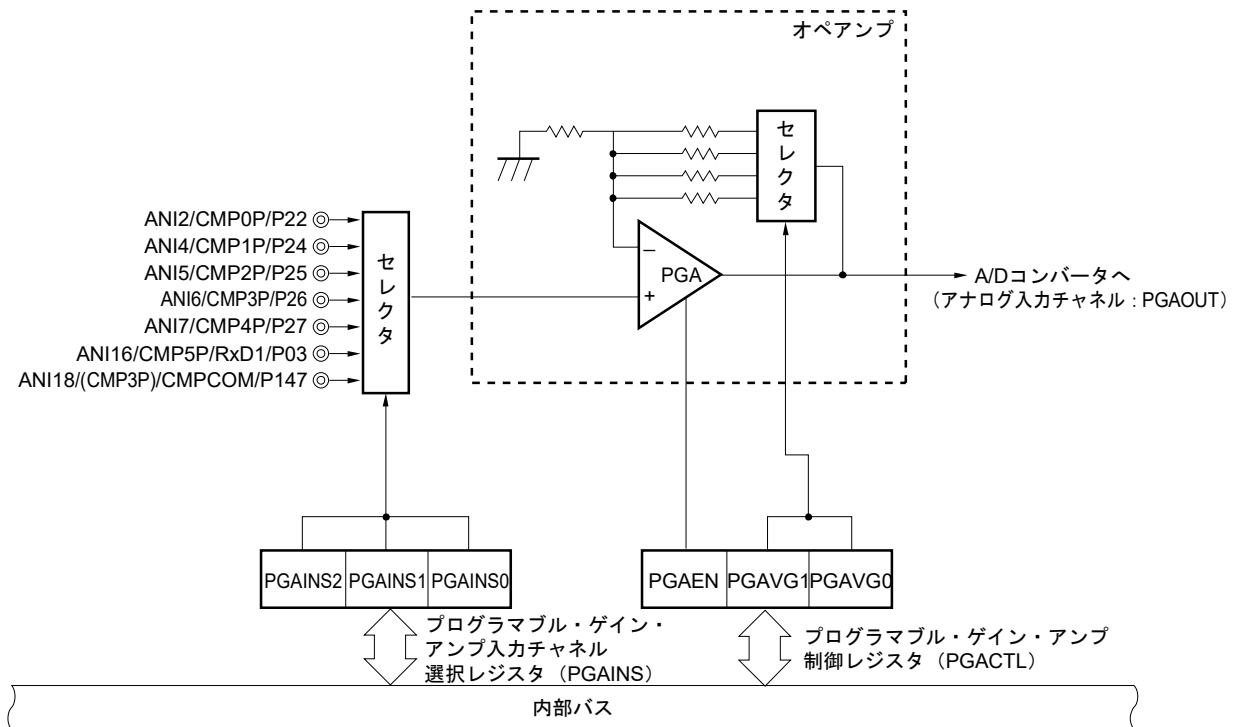 オペアンプ
セレクタ
ANI2/CMP0P/P22
ANI4/CMP1P/P24
ANI5/CMP2P/P25
ANI6/CMP3P/P26
ANI7/CMP4P/P27
ANI16/CMP5P/RxD1/P03
ANI18/(CMP3P)/CMPCOM/P147
セレクタ
−
PGA
+
A/Dコンバータへ
(アナログ入力チャネル:PGAOUT)
PGAINS2 PGAINS1 PGAINS0
PGAEN PGAVG1 PGAVG0
プログラマブル・ゲイン・
アンプ入力チャネル
選択レジスタ(PGAINS)
プログラマブル・ゲイン・アンプ
制御レジスタ(PGACTL)
内部バス